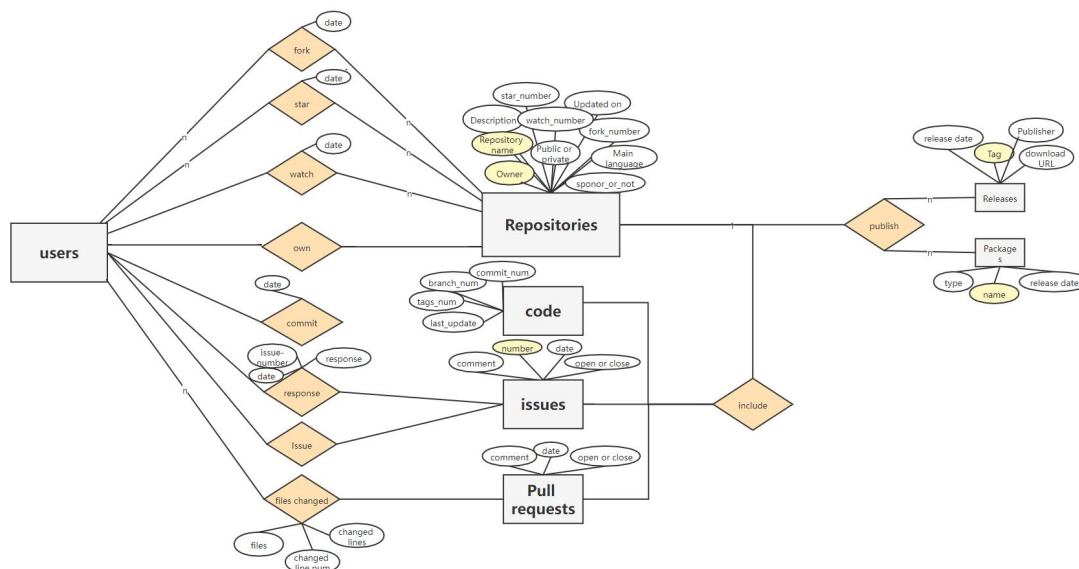 date
fork
date
star
star_number
Updated on
Description
watch_number
fork_number
Repository
name
Public or
private
Main
language
Owner
sponor_or_not
date
watch
n
n
n
n
n
n
Repositories
users
own
1
publish
n
n
release date
Publisher
Tag
download
URL
Releases
Package
s
type
release date
name
date
commit
commit_num
branch_num
tags_num
last_update
code
issue-
number
response
date
response
number
date
comment
open or close
issues
include
n
Issue
date
comment
open or close
files changed
Pull
requests
files
changed
lines
changed
line num